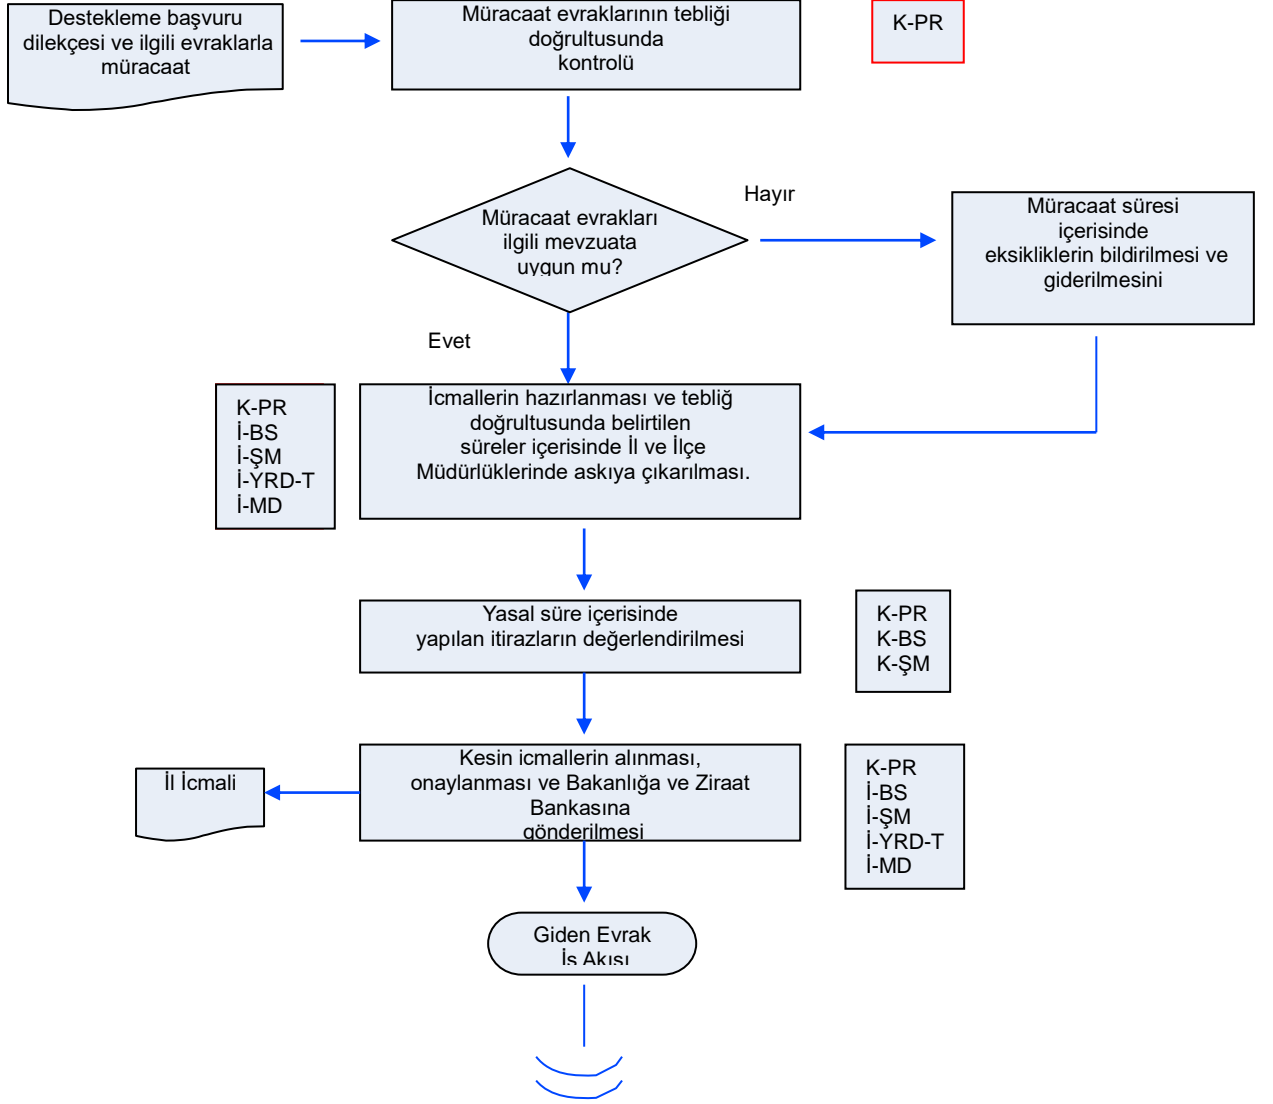 Destekleme başvuru
dilekçesi ve ilgili evraklarla
müracaat
Müracaat evraklarının tebliği
doğrultusunda
kontrolü
K-PR
Müracaat evrakları
ilgili mevzuata
uygun mu?
Hayır
Müracaat süresi
içerisinde
eksikliklerin bildirilmesi ve
giderilmesini
Evet
K-PR
İ-BS
İ-ŞM
İ-YRD-T
İ-MD
İcmallerin hazırlanması ve tebliğ
doğrultusunda belirtilen
süreler içerisinde İl ve İlçe
Müdürlüklerinde askıya çıkarılması.
Yasal süre içerisinde
yapılan itirazların değerlendirilmesi
K-PR
K-BS
K-ŞM
İl İcmali
Kesin icmallerin alınması,
onaylanması ve Bakanlığa ve Ziraat
Bankasına
gönderilmesi
K-PR
İ-BS
İ-ŞM
İ-YRD-T
İ-MD
Giden Evrak
İş Akışı